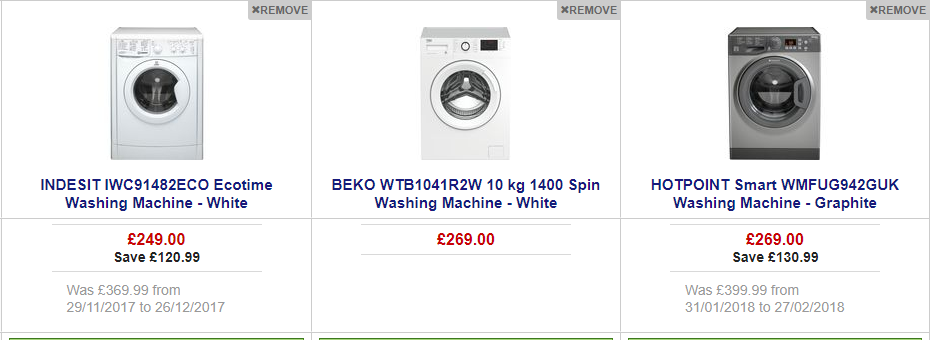 ✖REMOVE
✖REMOVE
✖REMOVE
INDESIT IWC91482ECO Ecotime
Washing Machine - White
BEKO WTB1041R2W 10 kg 1400 Spin
Washing Machine - White
HOTPOINT Smart WMFUG942GUK
Washing Machine - Graphite
£249.00
Save £120.99
£269.00
£269.00
Save £130.99
Was £369.99 from
29/11/2017 to 26/12/2017
Was £399.99 from
31/01/2018 to 27/02/2018